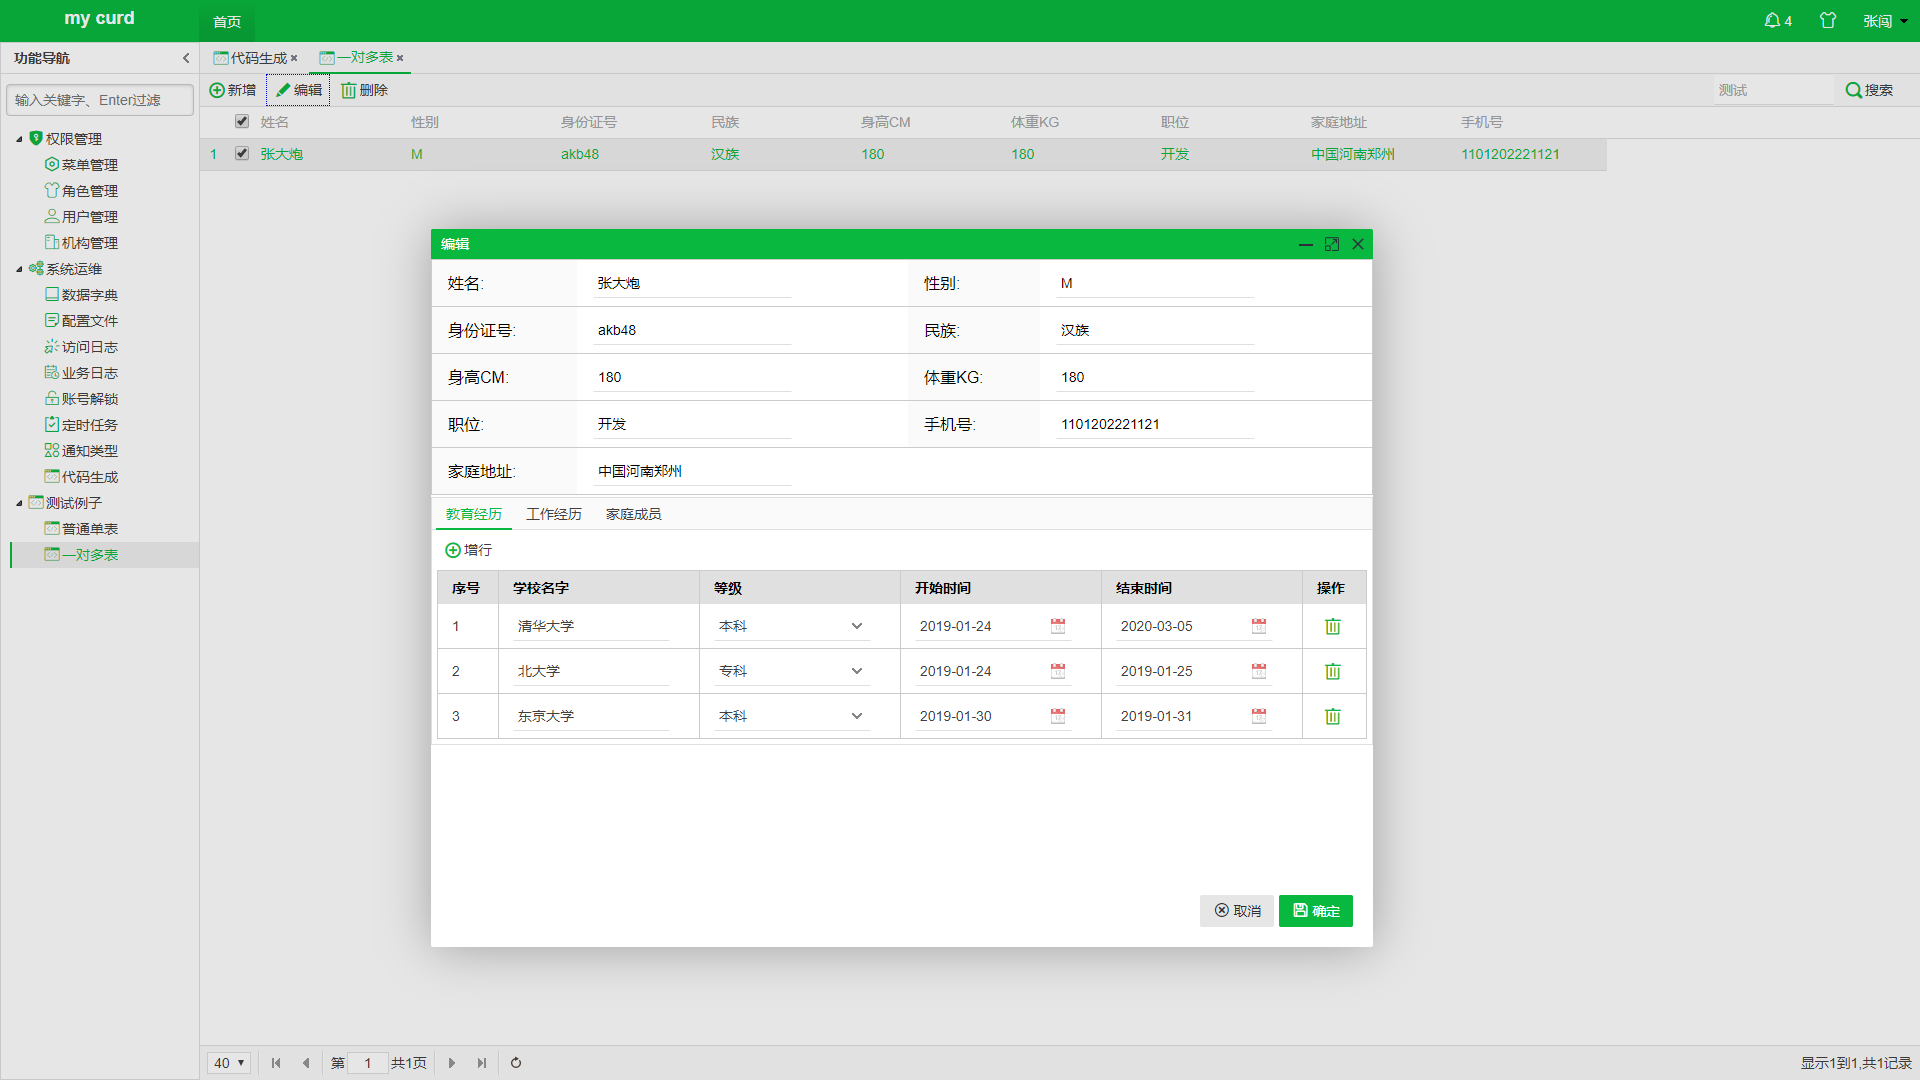 my curd 首页 4 张闯
功能导航 代码生成 一对多表
输入关键字、Enter过滤
新增 编辑 删除 测试 搜索
姓名 性别 身份证号 民族 身高CM 体重KG 职位 家庭地址 手机号
1 张大炮 M akb48 汉族 180 180 开发 中国河南郑州 1101202221121
权限管理
菜单管理
角色管理
用户管理
机构管理
系统运维
数据字典
配置文件
访问日志
业务日志
账号解锁
定时任务
通知类型
代码生成
测试例子
普通单表
一对多表
编辑
姓名: 张大炮 性别: M
身份证号: akb48 民族: 汉族
身高CM: 180 体重KG: 180
职位: 开发 手机号: 1101202221121
家庭地址: 中国河南郑州
教育经历 工作经历 家庭成员
增行
序号 学校名字 等级 开始时间 结束时间 操作
1 清华大学 本科 2019-01-24 2020-03-05
2 北大学 专科 2019-01-24 2019-01-25
3 东京大学 本科 2019-01-30 2019-01-31
取消 确定
40 第 1 共1页 显示1到1,共1记录